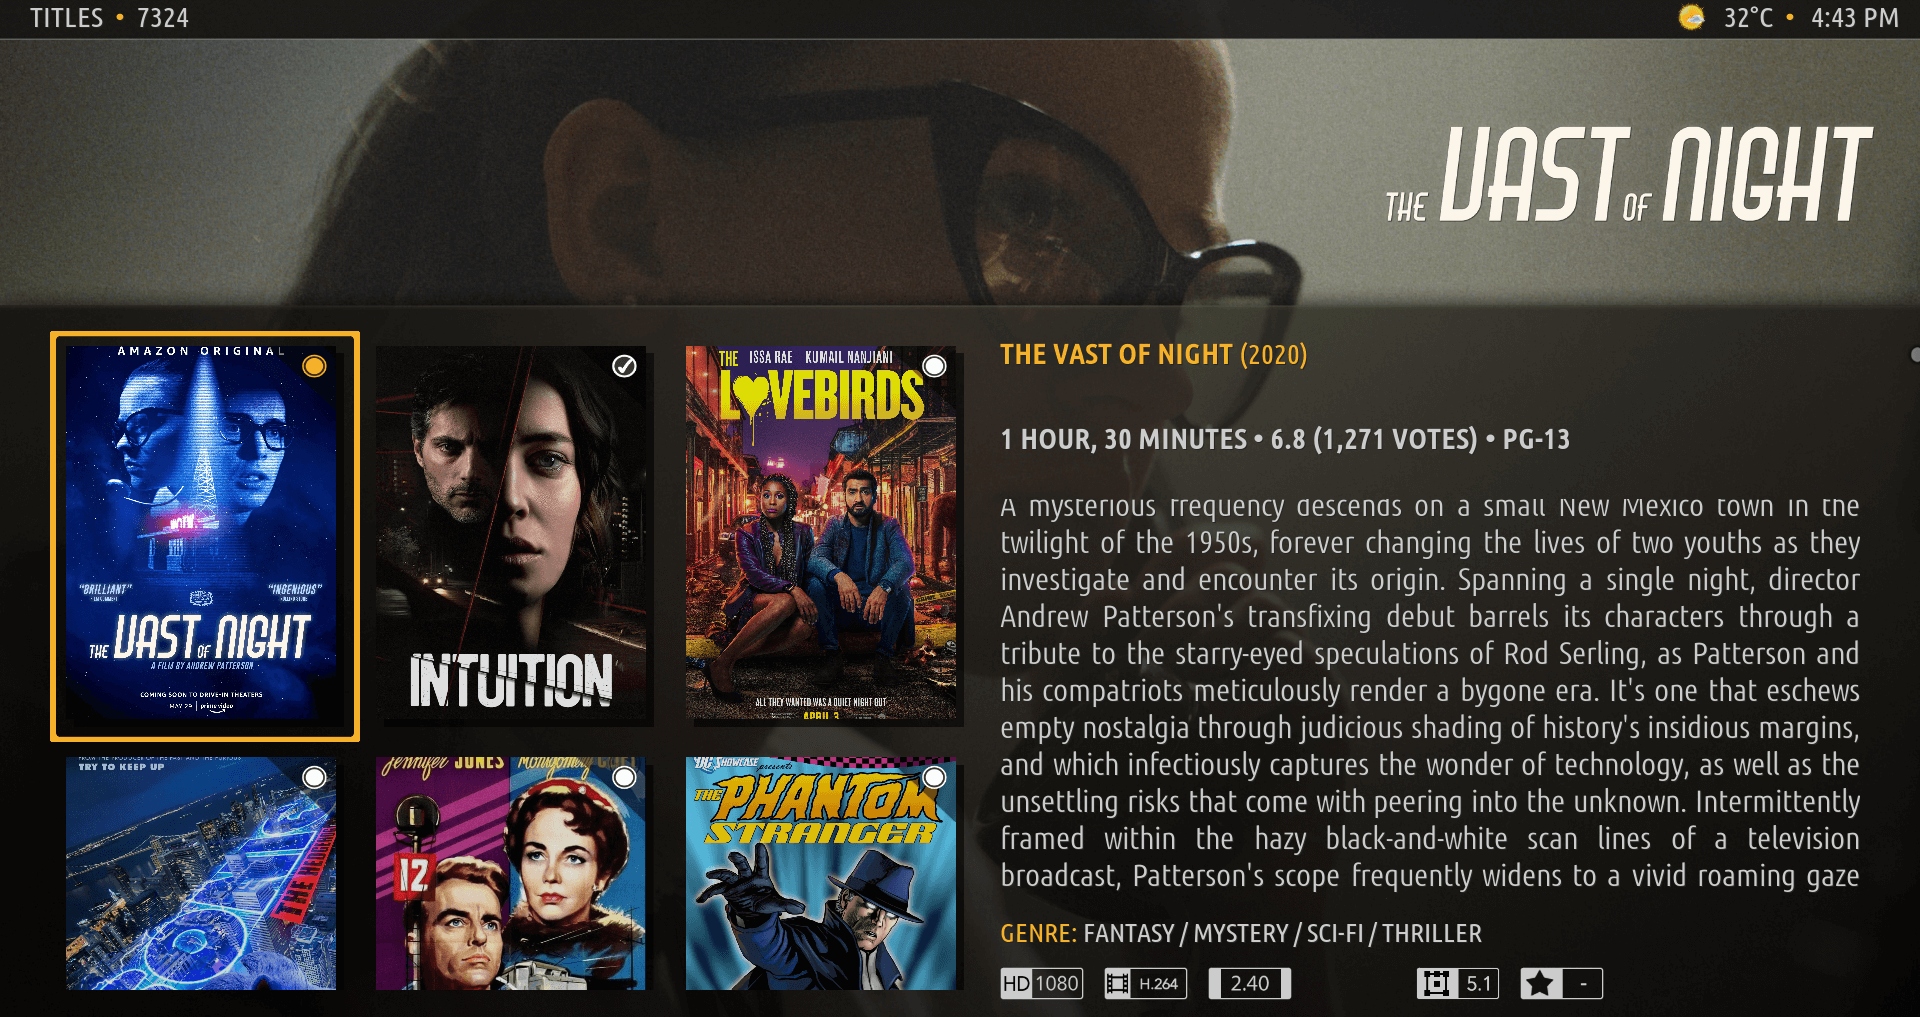 TITLES • 7324
32°C • 4:43 PM
THE VAST OF NIGHT
AMAZON ORIGINAL
"BRILLIANT"
"INGENIOUS"
THE VAST OF NIGHT
A FILM BY ANDREW PATTERSON
COMING SOON TO DRIVE-IN THEATERS
MAY 29 | prime video
INTUITION
THE ISSA RAE KUMAIL NANJIANI
LOVEBIRDS
ALL THEY WANTED WAS A QUIET NIGHT OUT
APRIL 3
THE VAST OF NIGHT (2020)
1 HOUR, 30 MINUTES • 6.8 (1,271 VOTES) • PG-13
A mysterious frequency descends on a small New Mexico town in the
twilight of the 1950s, forever changing the lives of two youths as they
investigate and encounter its origin. Spanning a single night, director
Andrew Patterson's transfixing debut barrels its characters through a
tribute to the starry-eyed speculations of Rod Serling, as Patterson and
his compatriots meticulously render a bygone era. It's one that eschews
empty nostalgia through judicious shading of history's insidious margins,
and which infectiously captures the wonder of technology, as well as the
unsettling risks that come with peering into the unknown. Intermittently
framed within the hazy black-and-white scan lines of a television
broadcast, Patterson's scope frequently widens to a vivid roaming gaze
GENRE: FANTASY / MYSTERY / SCI-FI / THRILLER
HD 1080
H.264
2.40
5.1
-
TRY TO KEEP UP
Jennifer JONES Montgomery
12
DC SHOWCASE presents
THE PHANTOM
STRANGER